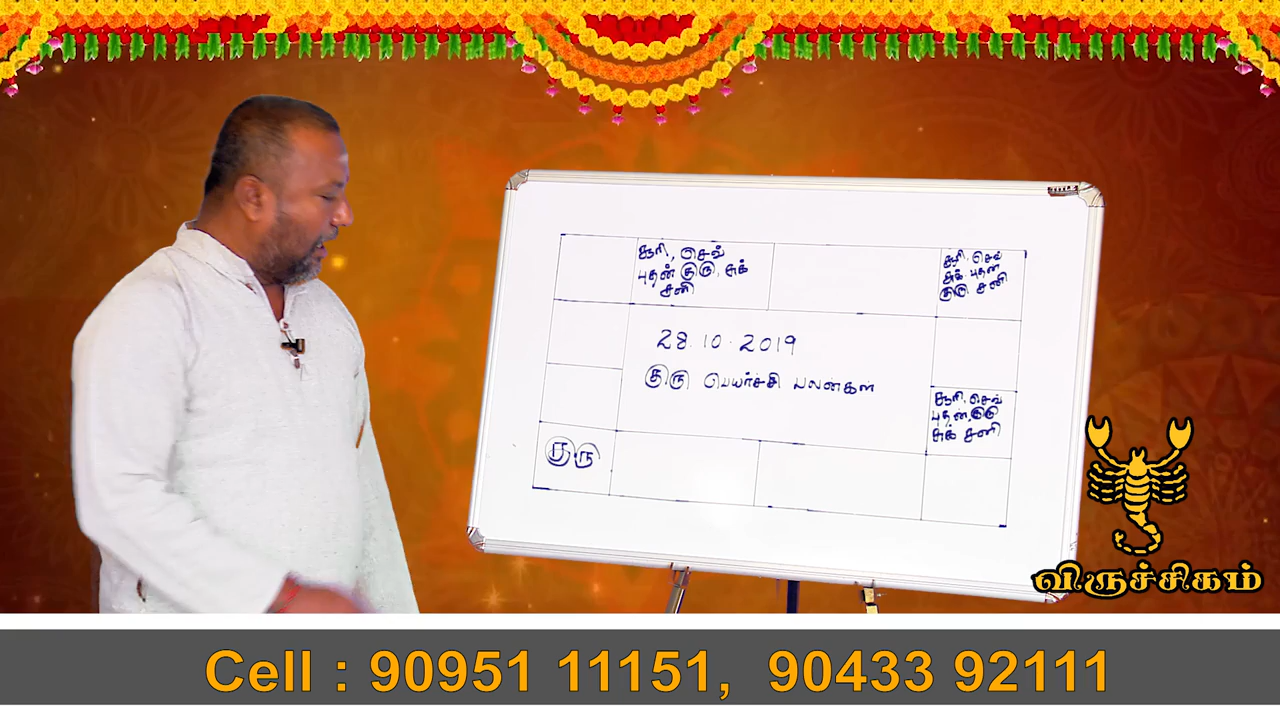 சூரி, செவ்
புதன் குரு. சுக்
சனி
சூரி. செவ்
சுக் புதன்
குரு சனி
28.10.2019
குரு பெயர்ச்சி பலன்கள்
சூரி. செவ்
புதன். குரு
சுக் சனி
குரு
விருச்சிகம்
Cell : 90951 11151, 90433 92111